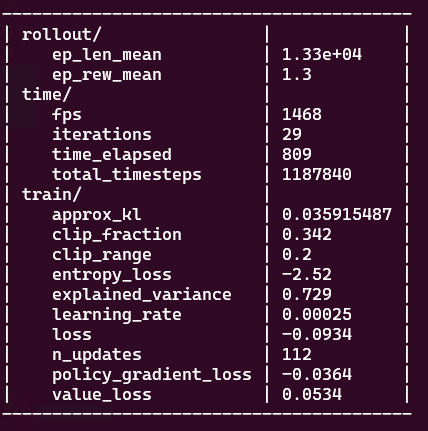 -----------------------------------------
| rollout/                |             |
|    ep_len_mean          | 1.33e+04    |
|    ep_rew_mean          | 1.3         |
| time/                   |             |
|    fps                  | 1468        |
|    iterations           | 29          |
|    time_elapsed         | 809         |
|    total_timesteps      | 1187840     |
| train/                  |             |
|    approx_kl            | 0.035915487 |
|    clip_fraction        | 0.342       |
|    clip_range           | 0.2         |
|    entropy_loss         | -2.52       |
|    explained_variance   | 0.729       |
|    learning_rate        | 0.00025     |
|    loss                 | -0.0934     |
|    n_updates            | 112         |
|    policy_gradient_loss | -0.0364     |
|    value_loss           | 0.0534      |
-----------------------------------------